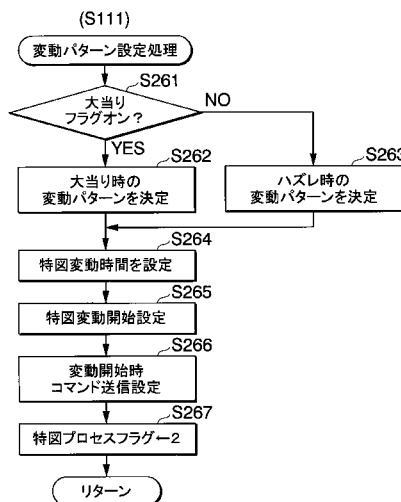 (S111)
変動パターン設定処理
S261
大当り
フラグオン？
NO
YES
S262
大当り時の
変動パターンを決定
S263
ハズレ時の
変動パターンを決定
S264
特図変動時間を設定
S265
特図変動開始設定
S266
変動開始時
コマンド送信設定
S267
特図プロセスフラグ←2
リターン